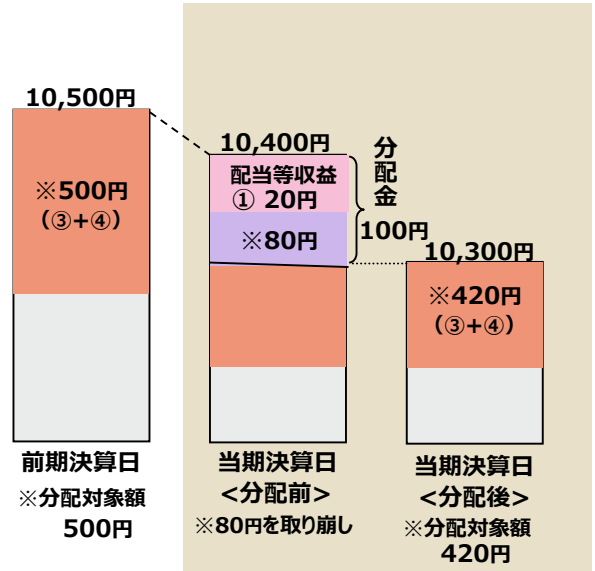 10,500円
※500円
（③+④）
前期決算日
※分配対象額
500円
10,400円
配当等収益
① 20円
※80円
分配金
100円
当期決算日
<分配前>
※80円を取り崩し
10,300円
※420円
（③+④）
当期決算日
<分配後>
※分配対象額
420円